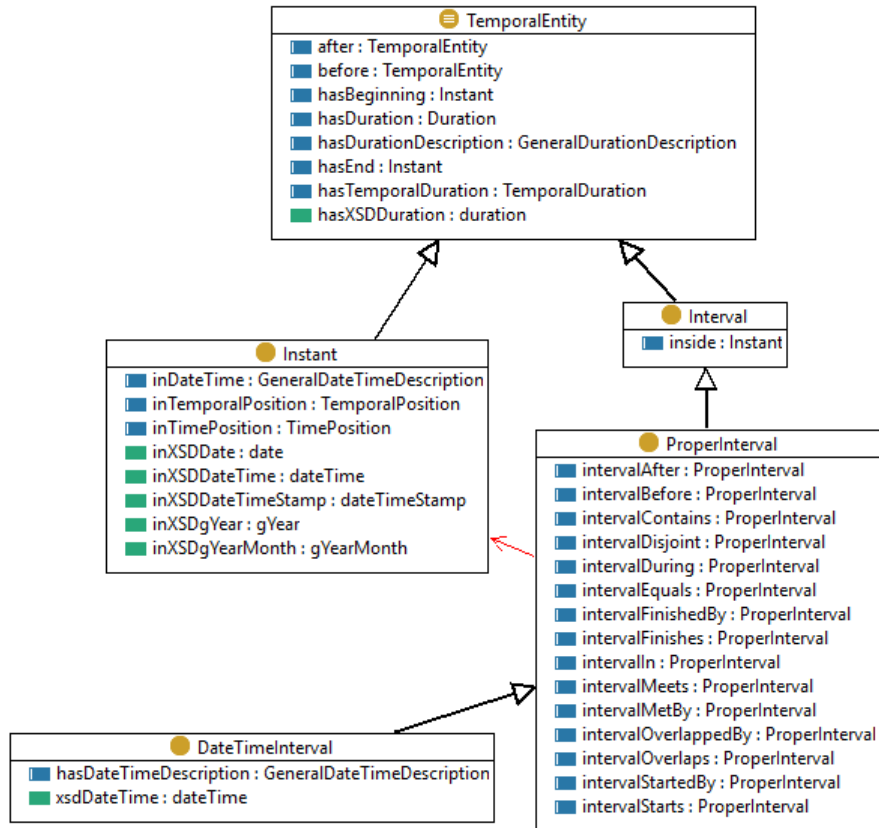 TemporalEntity
after : TemporalEntity
before : TemporalEntity
hasBeginning : Instant
hasDuration : Duration
hasDurationDescription : GeneralDurationDescription
hasEnd : Instant
hasTemporalDuration : TemporalDuration
hasXSDDuration : duration
Interval
inside : Instant
Instant
inDateTime : GeneralDateTimeDescription
inTemporalPosition : TemporalPosition
inTimePosition : TimePosition
inXSDDate : date
inXSDDateTime : dateTime
inXSDDateTimeStamp : dateTimeStamp
inXSDgYear : gYear
inXSDgYearMonth : gYearMonth
ProperInterval
intervalAfter : ProperInterval
intervalBefore : ProperInterval
intervalContains : ProperInterval
intervalDisjoint : ProperInterval
intervalDuring : ProperInterval
intervalEquals : ProperInterval
intervalFinishedBy : ProperInterval
intervalFinishes : ProperInterval
intervalIn : ProperInterval
intervalMeets : ProperInterval
intervalMetBy : ProperInterval
intervalOverlappedBy : ProperInterval
intervalOverlaps : ProperInterval
intervalStartedBy : ProperInterval
intervalStarts : ProperInterval
DateTimeInterval
hasDateTimeDescription : GeneralDateTimeDescription
xsdDateTime : dateTime